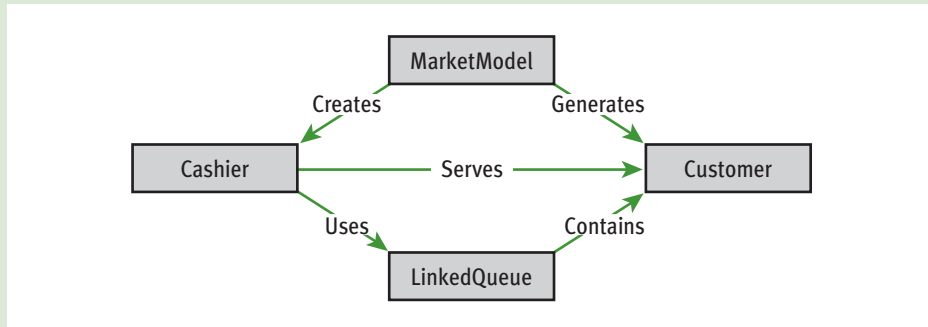 MarketModel
Creates
Generates
Cashier
Serves
Customer
Uses
Contains
LinkedQueue